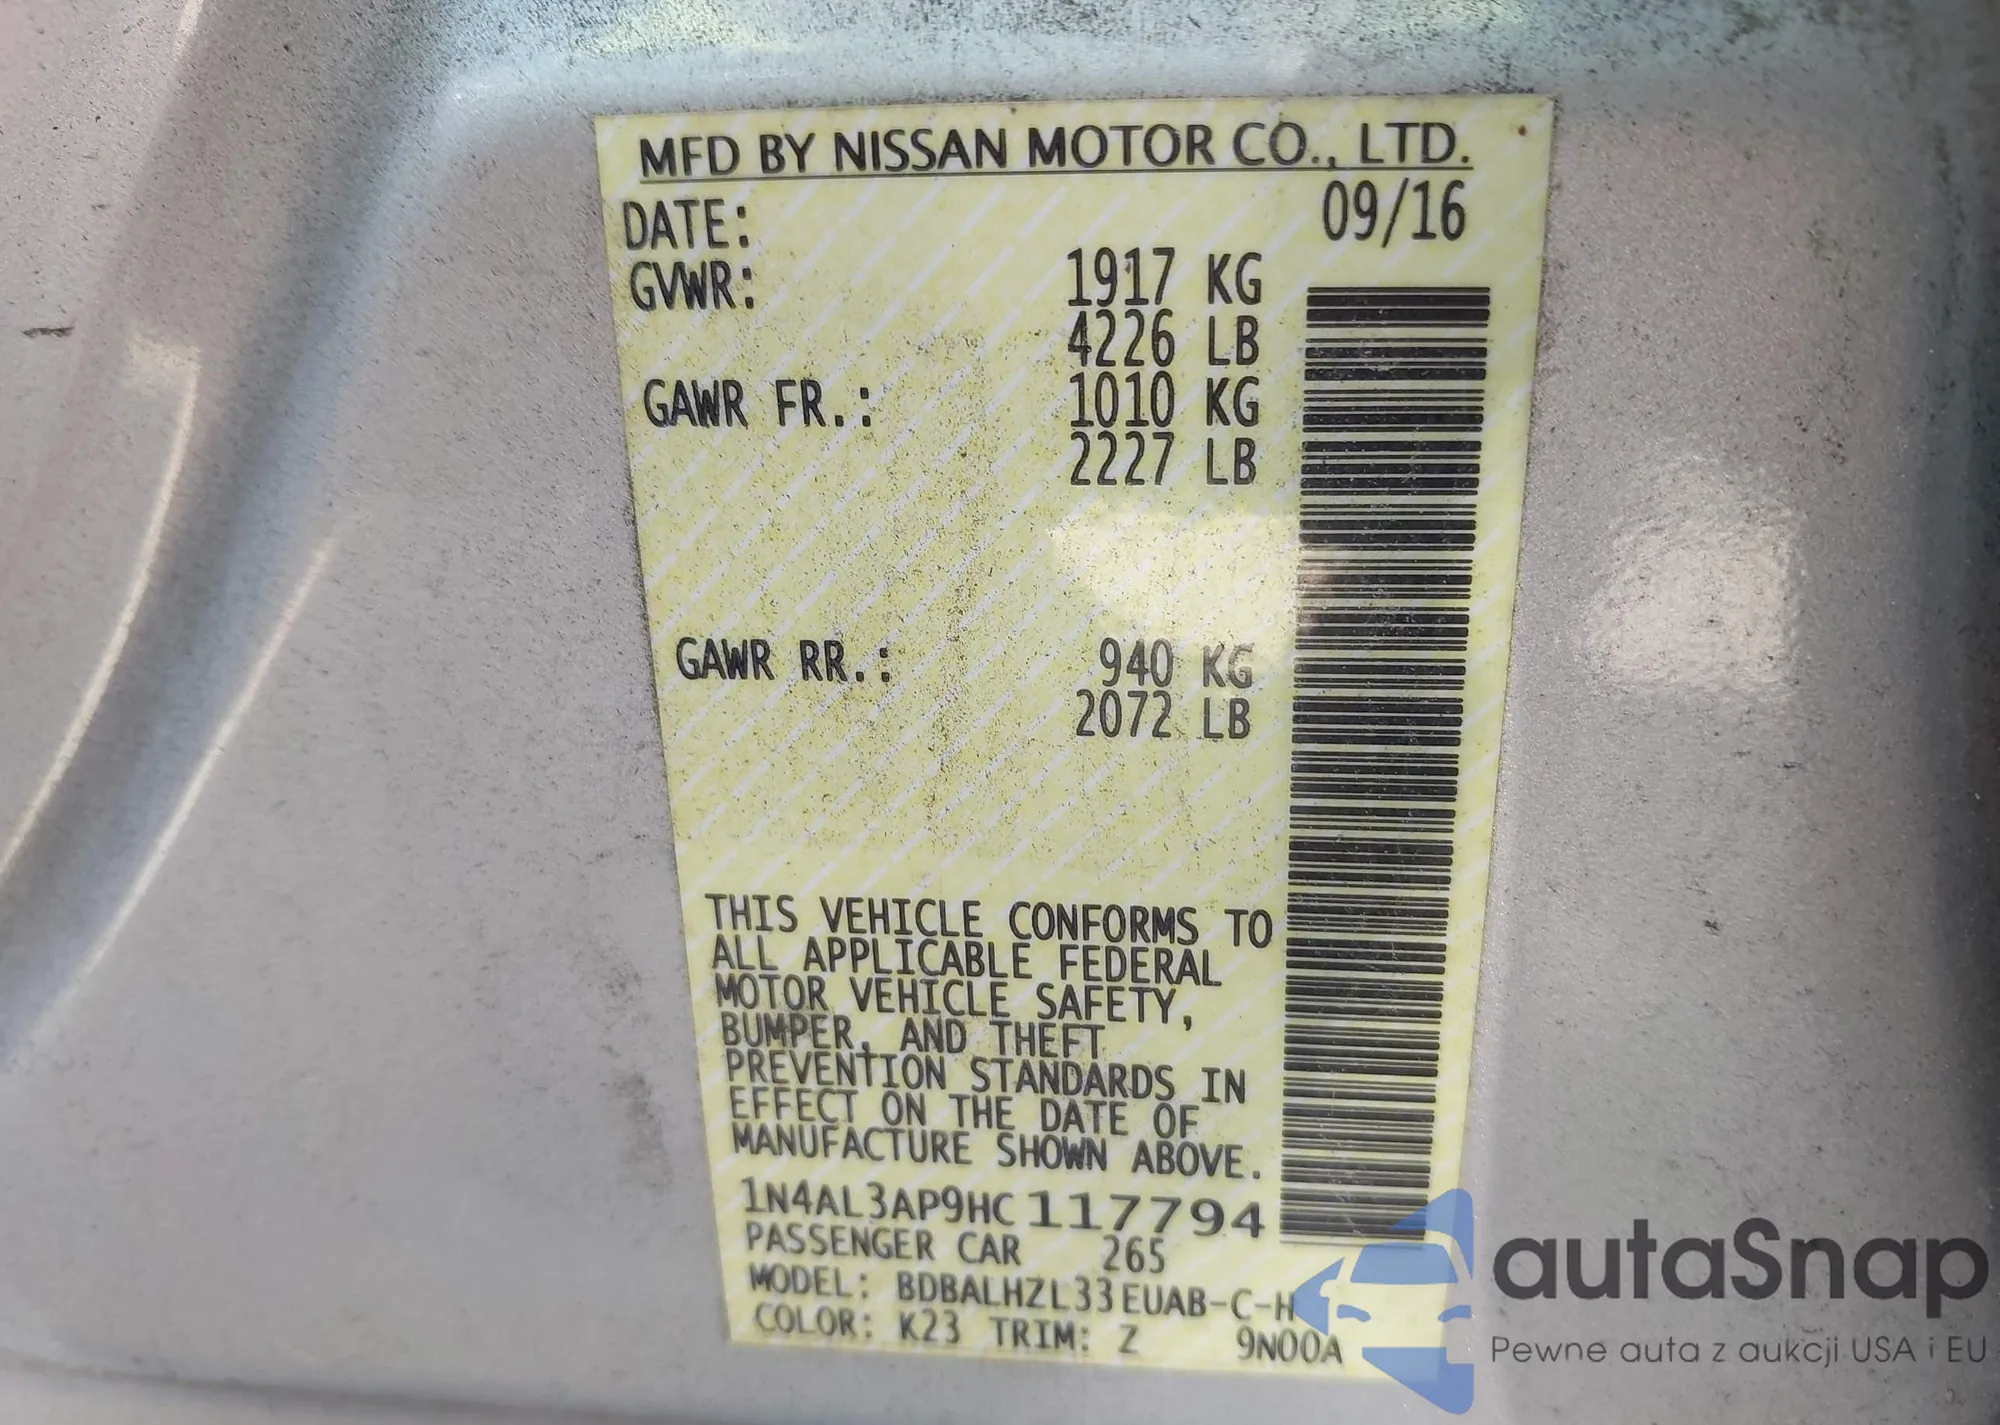 MFD BY NISSAN MOTOR CO., LTD.
DATE: 09/16
GVWR: 1917 KG
4226 LB
GAWR FR.: 1010 KG
2227 LB
GAWR RR.: 940 KG
2072 LB
THIS VEHICLE CONFORMS TO
ALL APPLICABLE FEDERAL
MOTOR VEHICLE SAFETY,
BUMPER, AND THEFT
PREVENTION STANDARDS IN
EFFECT ON THE DATE OF
MANUFACTURE SHOWN ABOVE.
1N4AL3AP9HC117794
PASSENGER CAR 265
MODEL: BDBALHZL33EUAB-C-H
COLOR: K23 TRIM: Z 9N00A
autaSnap
Pewne auta z aukcji USA i EU